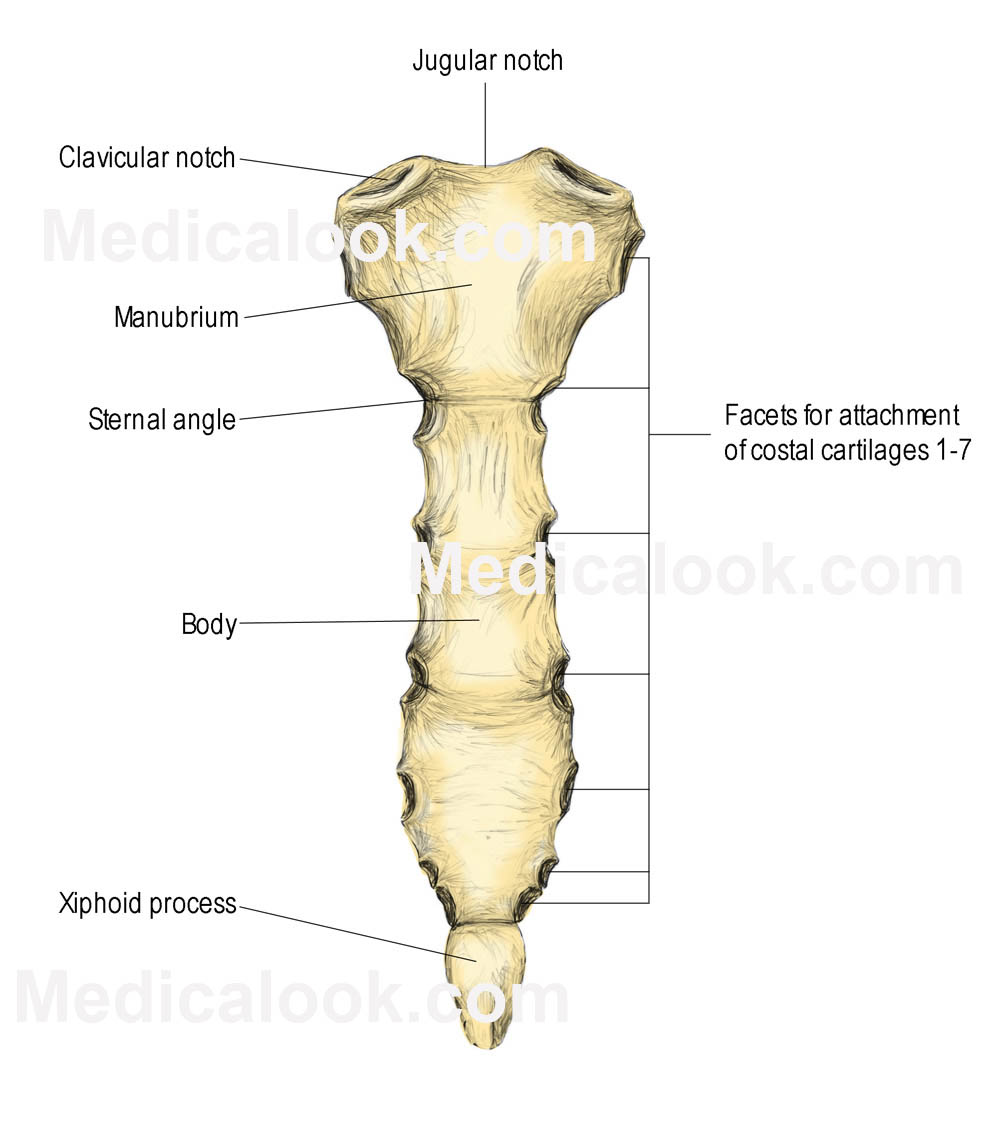 Jugular notch
Clavicular notch
Medicalook.com
Manubrium
Sternal angle
Facets for attachment
of costal cartilages 1-7
Medicalook.com
Body
Xiphoid process
Medicalook.com